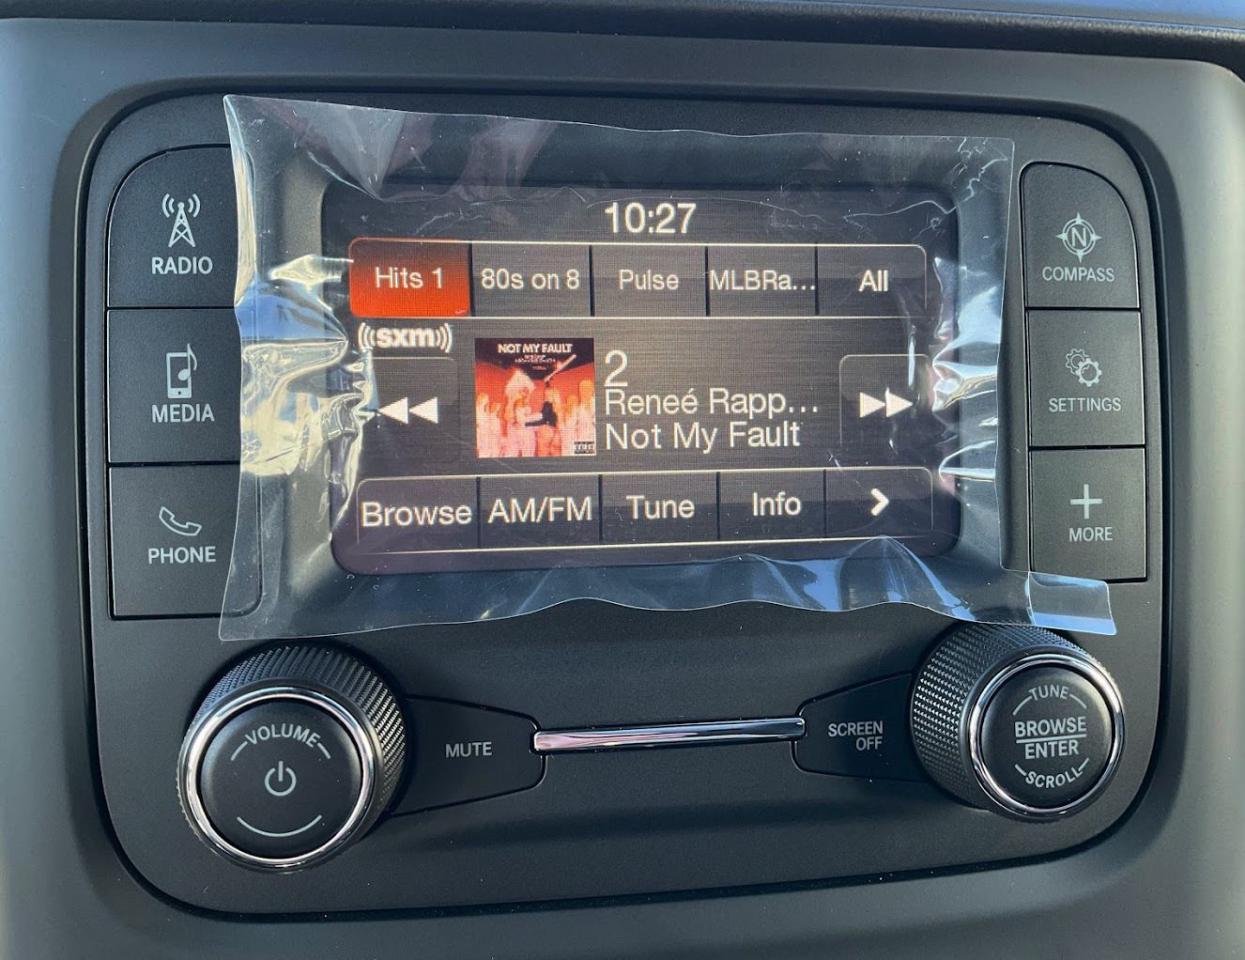 10:27
Hits 1
80s on 8
Pulse
MLBRa...
All
((sxm))
NOT MY FAULT
2
Reneé Rapp...
Not My Fault
Browse
AM/FM
Tune
Info
>
RADIO
MEDIA
PHONE
N
COMPASS
SETTINGS
+
MORE
VOLUME
MUTE
SCREEN
OFF
TUNE
BROWSE
ENTER
SCROLL